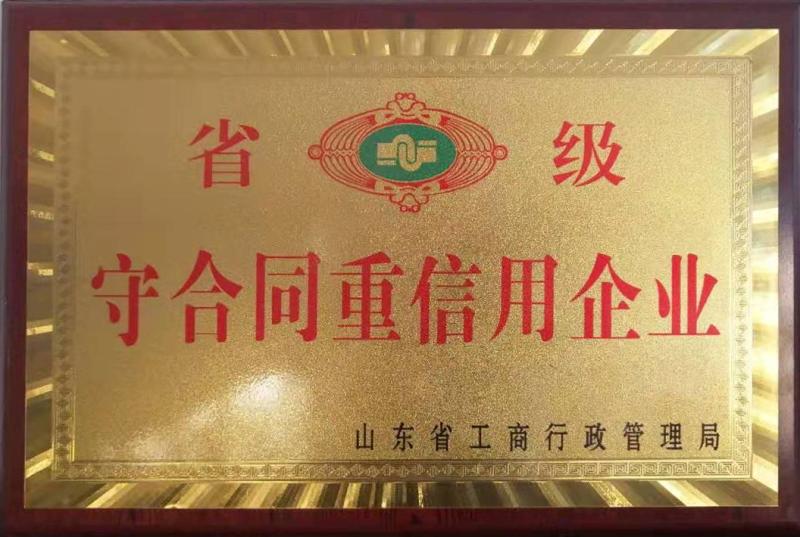 省级
守合同重信用企业
山东省工商行政管理局